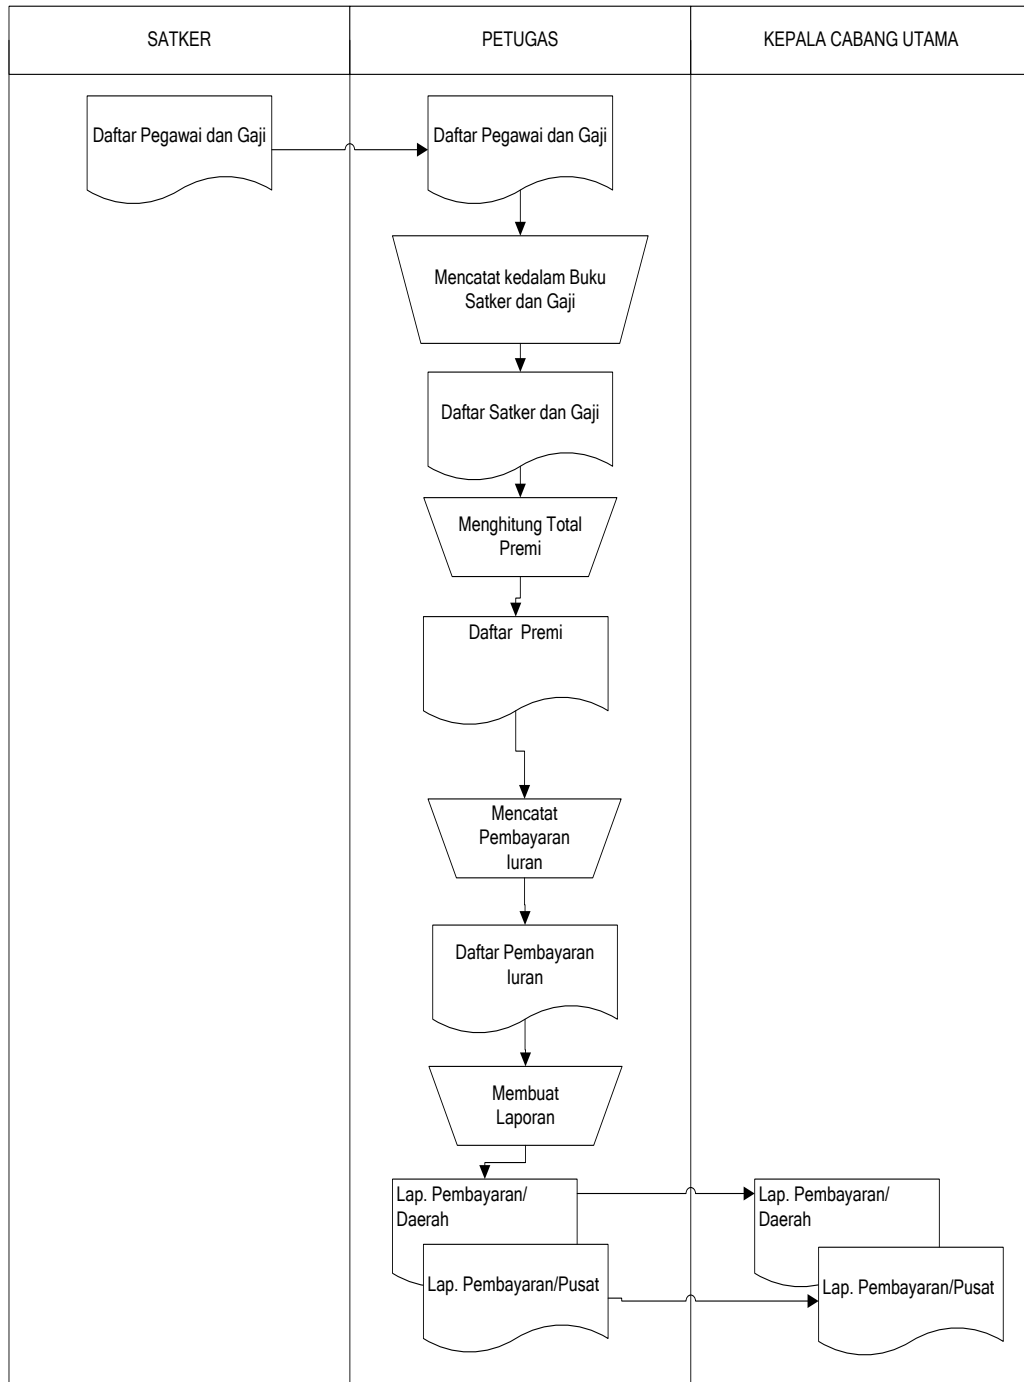 SATKER
PETUGAS
KEPALA CABANG UTAMA
Daftar Pegawai dan Gaji
Daftar Pegawai dan Gaji
Mencatat kedalam Buku
Satker dan Gaji
Daftar Satker dan Gaji
Menghitung Total
Premi
Daftar Premi
Mencatat
Pembayaran
Iuran
Daftar Pembayaran
Iuran
Membuat
Laporan
Lap. Pembayaran/
Daerah
Lap. Pembayaran/Pusat
Lap. Pembayaran/
Daerah
Lap. Pembayaran/Pusat